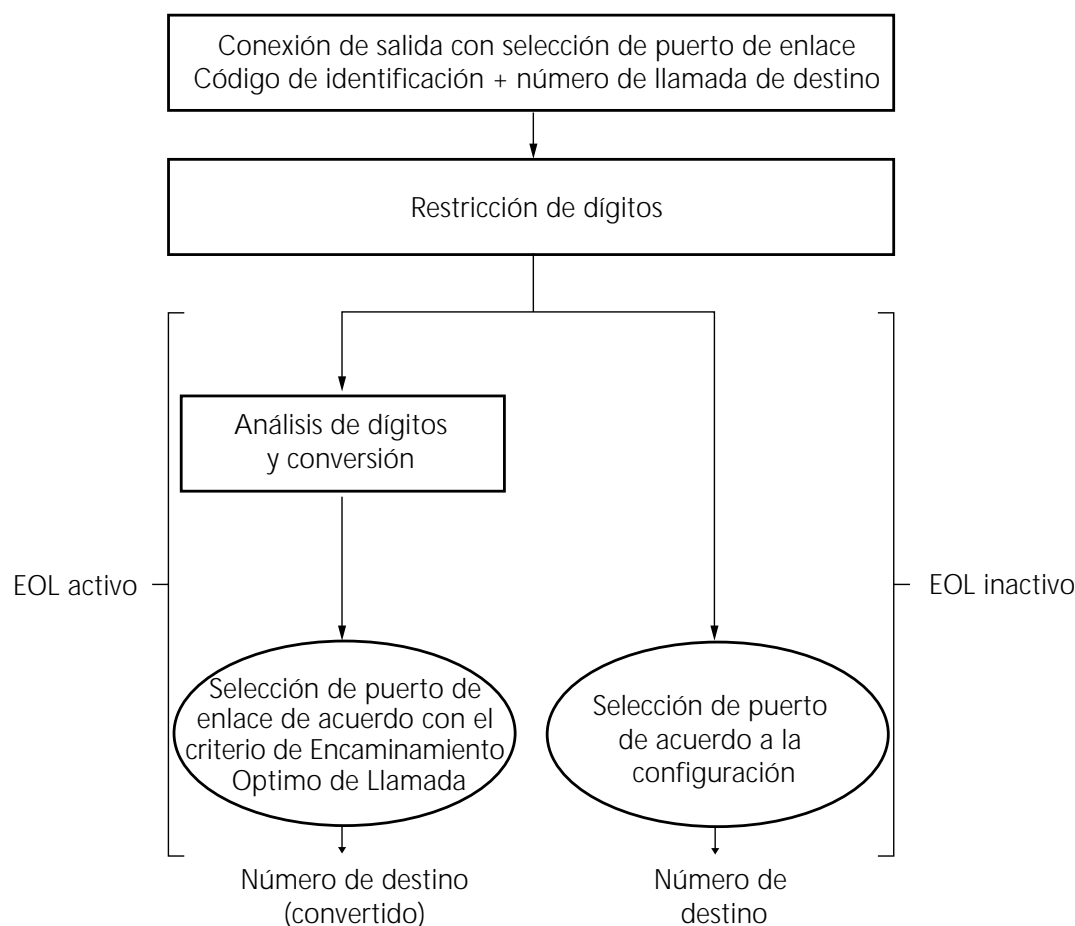 Conexión de salida con selección de puerto de enlace
Código de identificación + número de llamada de destino
Restricción de dígitos
Análisis de dígitos
y conversión
EOL activo
EOL inactivo
Selección de puerto de
enlace de acuerdo con el
criterio de Encaminamiento
Optimo de Llamada
Selección de puerto
de acuerdo a la
configuración
Número de destino
(convertido)
Número de
destino